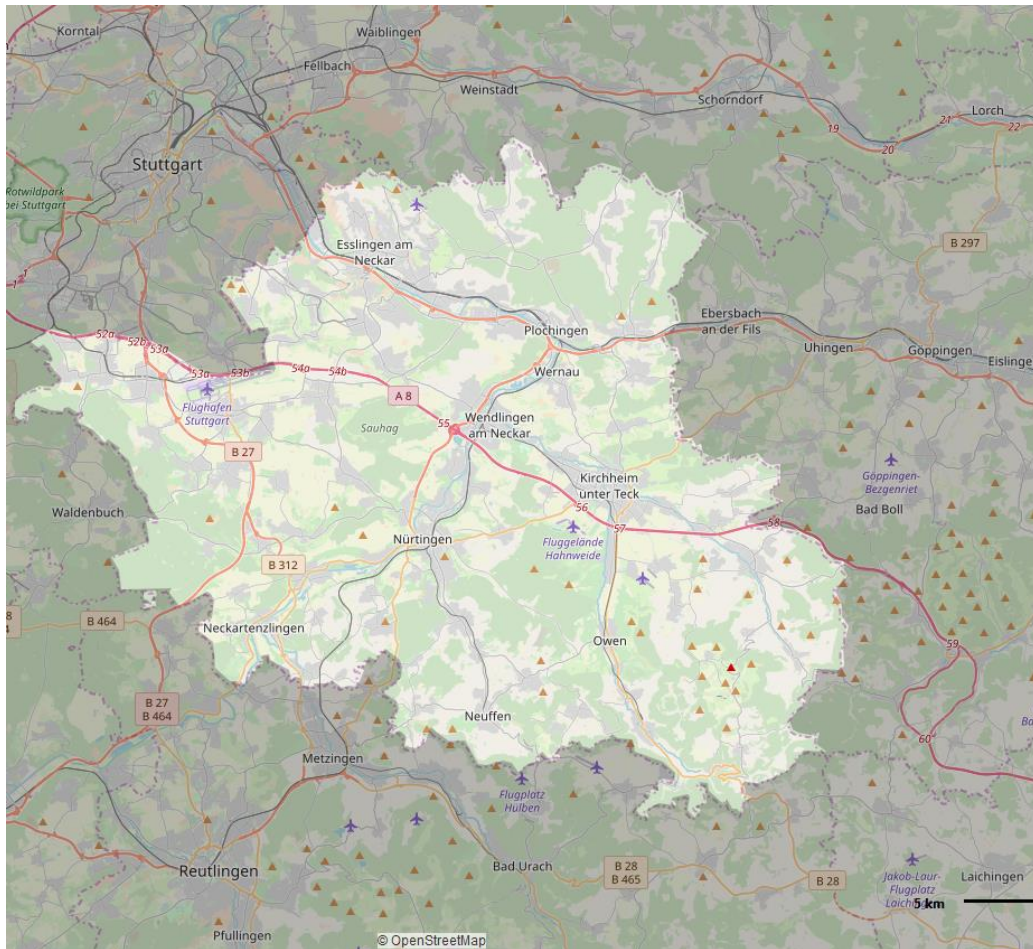 Korntal
Waiblingen
Fellbach
Weinstadt
Schorndorf
Lorch
19
20
21
22
Stuttgart
Rotwildpark
bei Stuttgart
B 297
Esslingen am
Neckar
1
1
Plochingen
Ebersbach
an der Fils
Uhingen
Göppingen
Eislingen
52a
52b
53a
53a
53b
54a
54b
Wernau
A 8
Flughafen
Stuttgart
Sauhag
55
Wendlingen
am Neckar
B 27
Kirchheim
unter Teck
Göppingen-
Bezgenriet
Waldenbuch
56
57
58
Bad Boll
Nürtingen
Fluggelände
Hahnweide
B 312
B 464
Neckartenzlingen
Owen
59
B 27
B 464
Neuffen
60
Metzingen
Flugplatz
Hülben
Reutlingen
Bad Urach
B 28
B 465
B 28
Jakob-Laur-
Flugplatz
Laichingen
5 km
Pfullingen
© OpenStreetMap